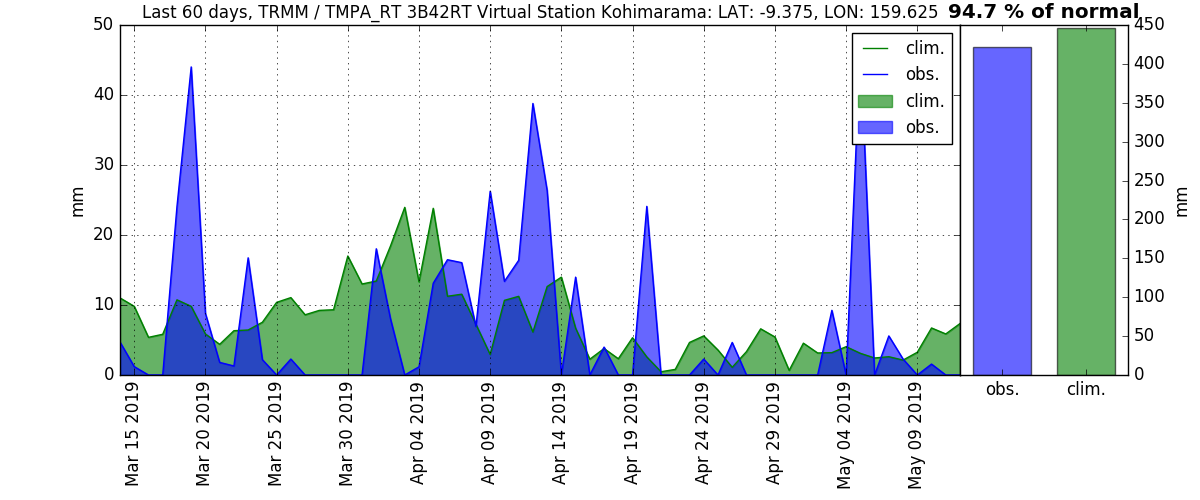 Last 60 days, TRMM / TMPA_RT 3B42RT Virtual Station Kohimarama: LAT: -9.375, LON: 159.625 94.7 % of normal
50
40
30
20
10
0
mm
clim.
obs.
clim.
obs.
450
400
350
300
250
200
150
100
50
0
mm
Mar 15 2019
Mar 20 2019
Mar 25 2019
Mar 30 2019
Apr 04 2019
Apr 09 2019
Apr 14 2019
Apr 19 2019
Apr 24 2019
Apr 29 2019
May 04 2019
May 09 2019
obs.
clim.